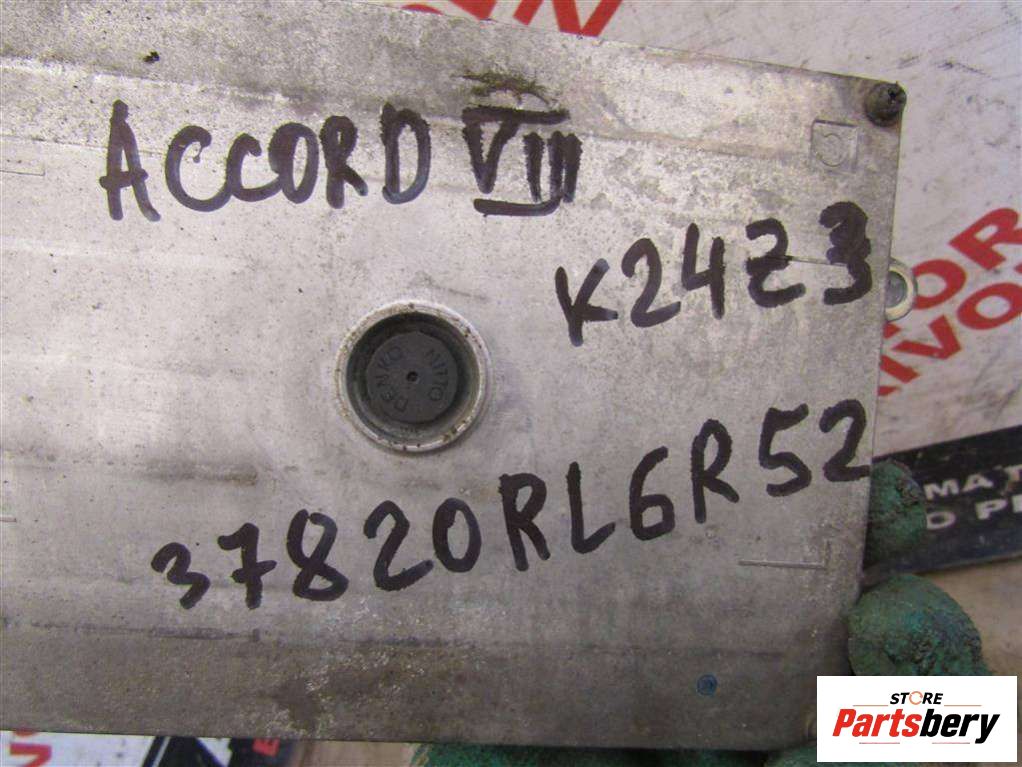 ACCORD VIII
K24Z3
NITTO DENKO
37820RL6R52
STORE
Partsbery